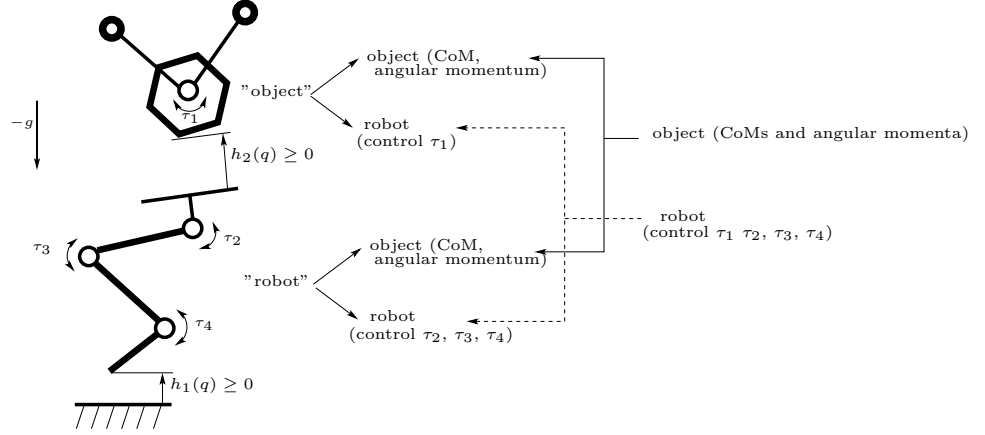 object (CoM,
angular momentum)
"object"
τ1
−g
robot
(control τ1)
object (CoMs and angular momenta)
h2(q) ≥ 0
robot
(control τ1 τ2, τ3, τ4)
τ2
τ3
object (CoM,
angular momentum)
"robot"
robot
(control τ2, τ3, τ4)
τ4
h1(q) ≥ 0